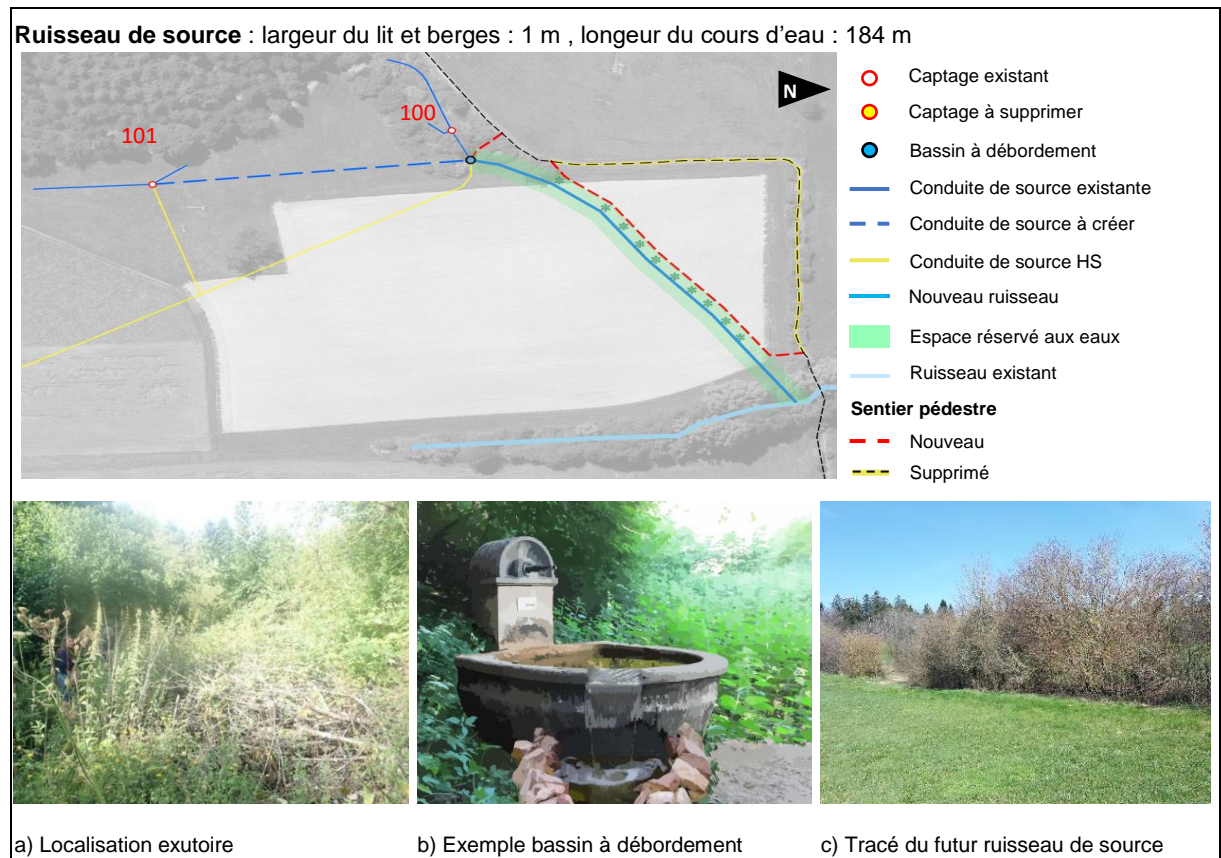 Ruisseau de source : largeur du lit et berges : 1 m , longeur du cours d'eau : 184 m
101
100
N
Captage existant
Captage à supprimer
Bassin à débordement
Conduite de source existante
Conduite de source à créer
Conduite de source HS
Nouveau ruisseau
Espace réservé aux eaux
Ruisseau existant
Sentier pédestre
Nouveau
Supprimé
a) Localisation exutoire
b) Exemple bassin à débordement
c) Tracé du futur ruisseau de source